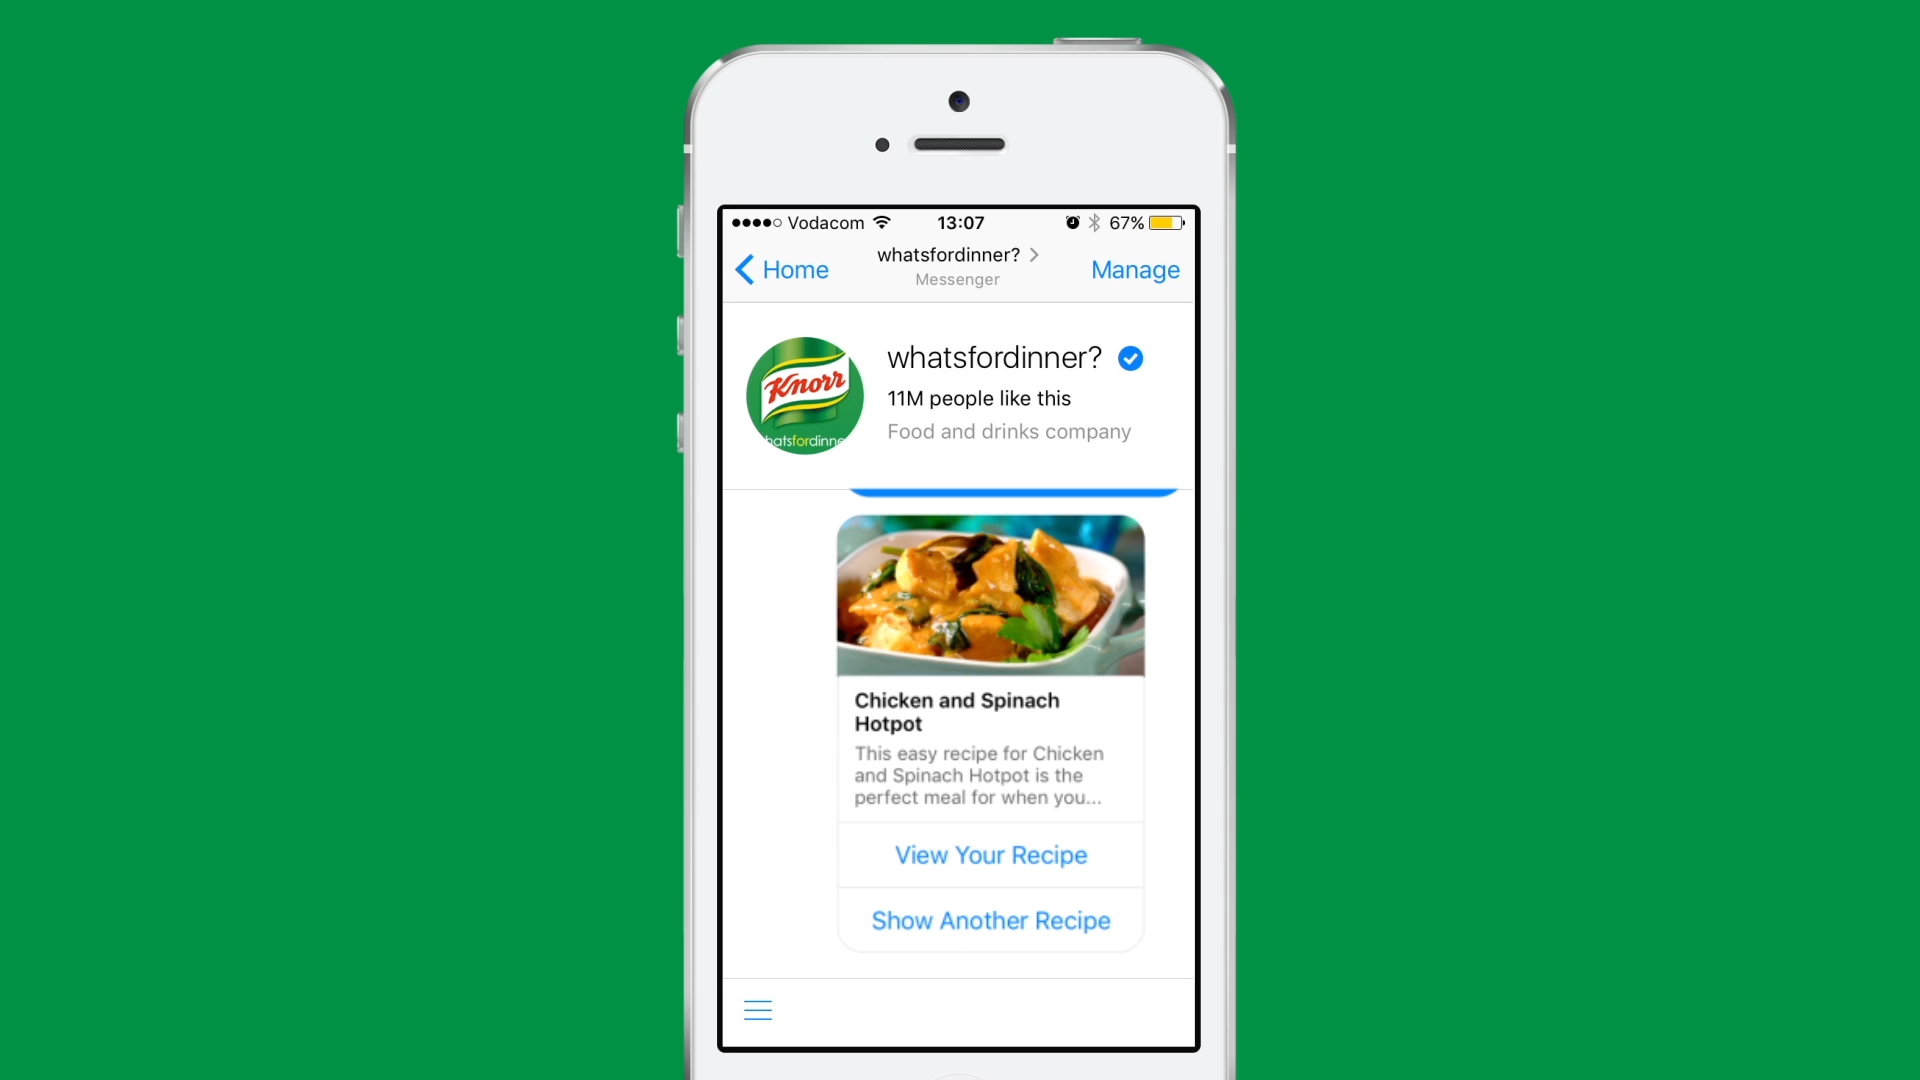 Vodacom 13:07 67%
Home whatsfordinner? Manage
Messenger
Knorr
hatsfordinne
whatsfordinner?
11M people like this
Food and drinks company
Chicken and Spinach
Hotpot
This easy recipe for Chicken
and Spinach Hotpot is the
perfect meal for when you...
View Your Recipe
Show Another Recipe